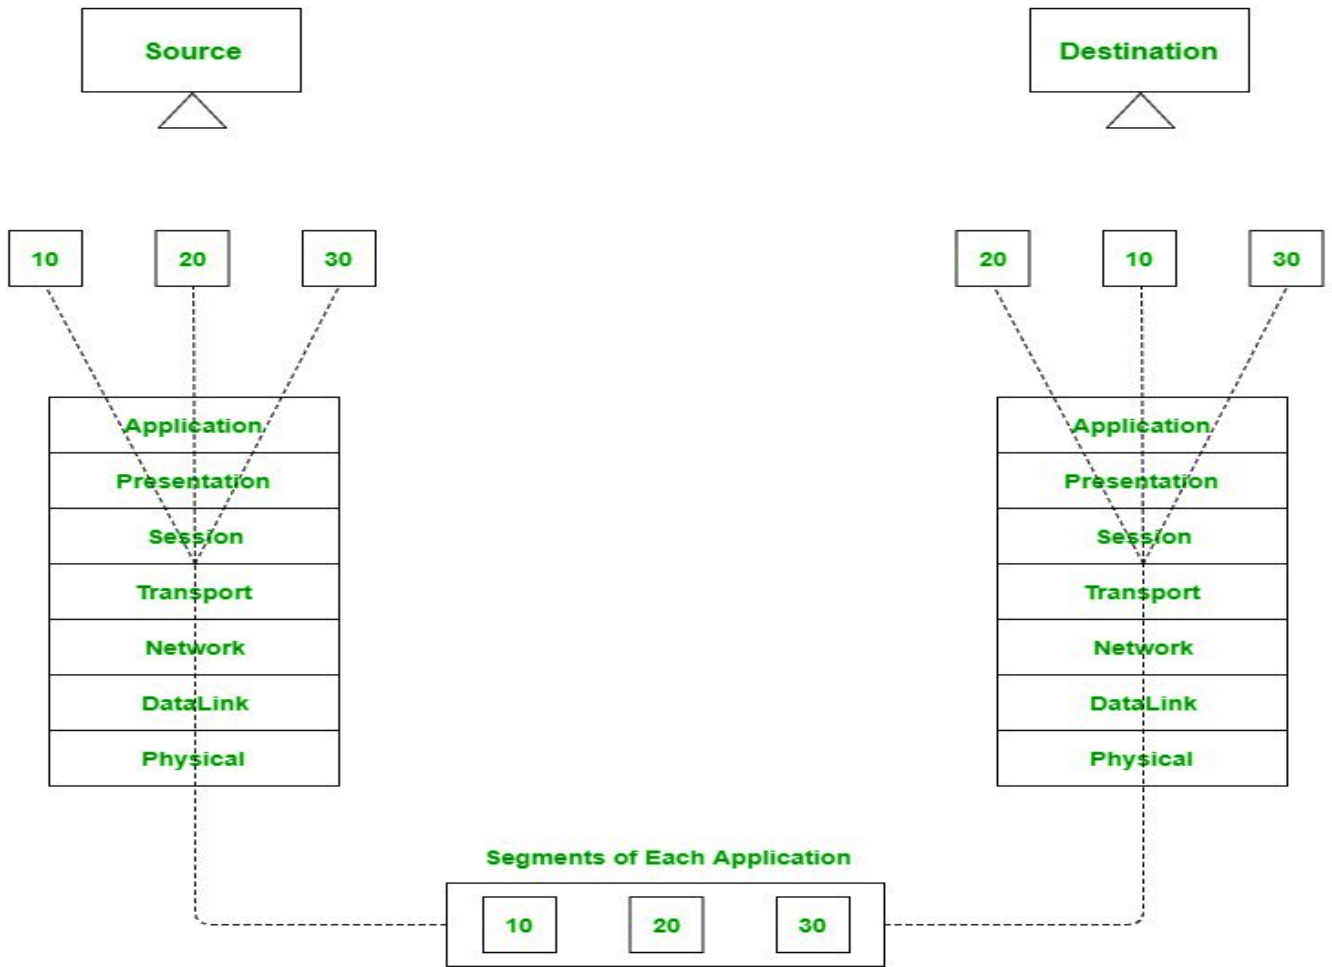 Source
Destination
10 20 30
20 10 30
Application
Presentation
Session
Transport
Network
DataLink
Physical
Application
Presentation
Session
Transport
Network
DataLink
Physical
Segments of Each Application
10 20 30